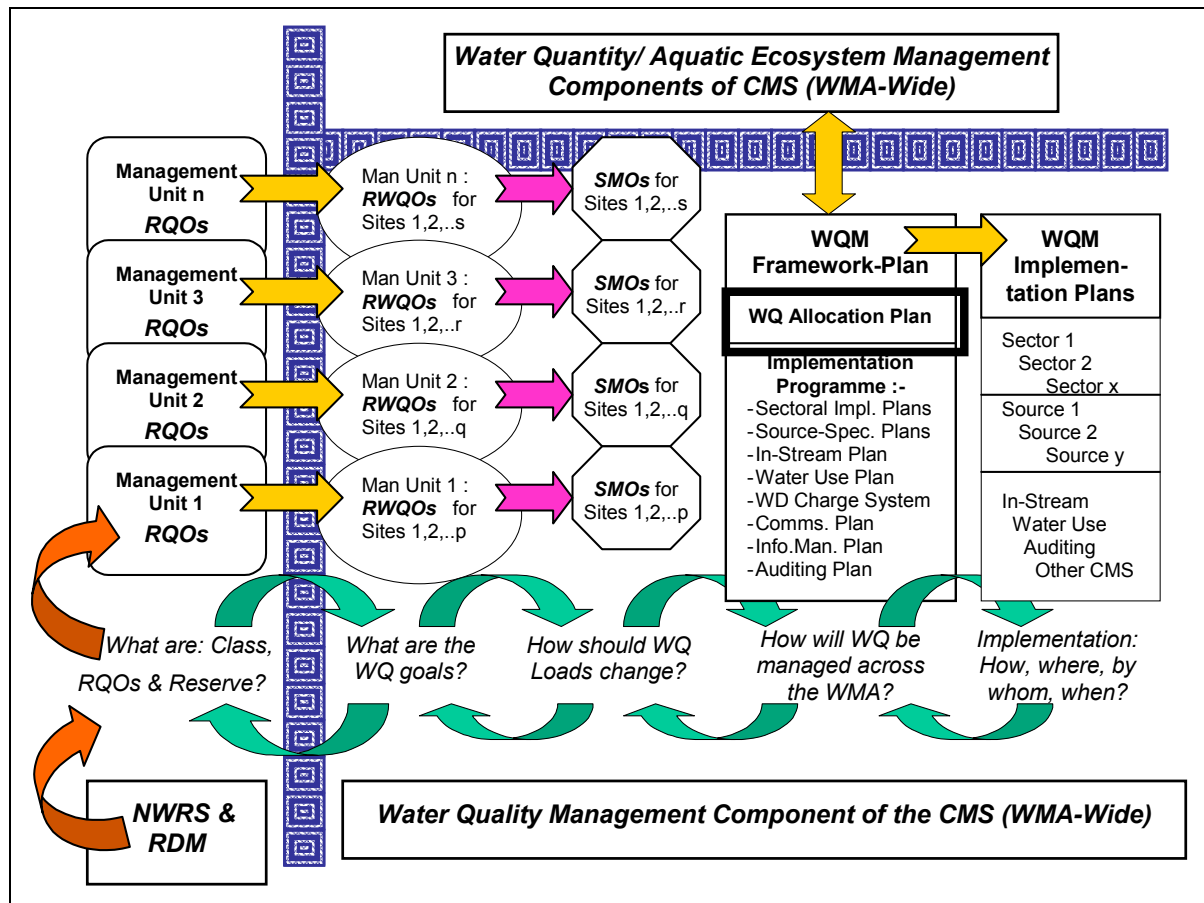 Water Quantity/ Aquatic Ecosystem Management
Components of CMS (WMA-Wide)
Management
Unit n
RQOs
Man Unit n :
RWQOs for
Sites 1,2,..s
SMOs for
Sites 1,2,..s
Management
Unit 3
RQOs
Man Unit 3 :
RWQOs for
Sites 1,2,..r
SMOs for
Sites 1,2,..r
Management
Unit 2
RQOs
Man Unit 2 :
RWQOs for
Sites 1,2,..q
SMOs for
Sites 1,2,..q
Management
Unit 1
RQOs
Man Unit 1 :
RWQOs for
Sites 1,2,..p
SMOs for
Sites 1,2,..p
WQM
Framework-Plan
WQ Allocation Plan
Implementation
Programme :-
-Sectoral Impl. Plans
-Source-Spec. Plans
-In-Stream Plan
-Water Use Plan
-WD Charge System
-Comms. Plan
-Info.Man. Plan
-Auditing Plan
WQM
Implemen-
tation Plans
Sector 1
Sector 2
Sector x
Source 1
Source 2
Source y
In-Stream
Water Use
Auditing
Other CMS
What are: Class,
RQOs & Reserve?
What are the
WQ goals?
How should WQ
Loads change?
How will WQ be
managed across
the WMA?
Implementation:
How, where, by
whom, when?
NWRS &
RDM
Water Quality Management Component of the CMS (WMA-Wide)